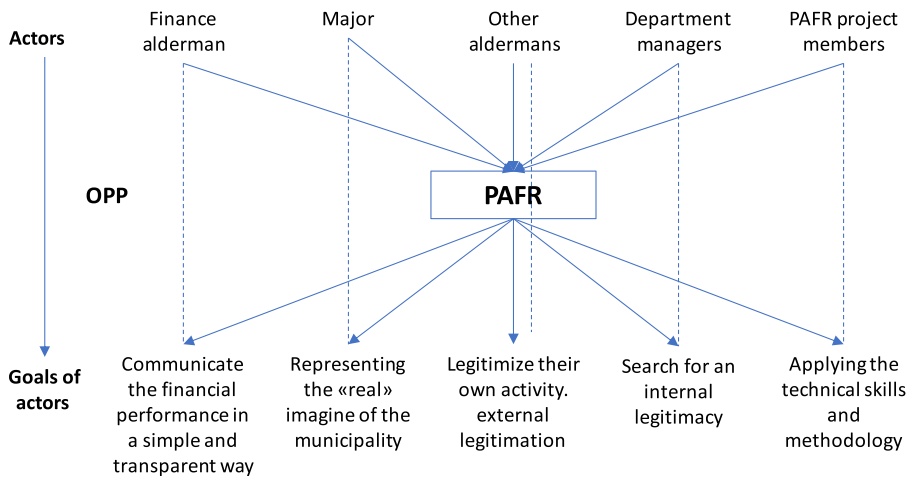 Actors
Finance
alderman
Major
Other
aldermans
Department
managers
PAFR project
members
OPP
PAFR
Goals of
actors
Communicate
the financial
performance in
a simple and
transparent way
Representing
the «real»
imagine of the
municipality
Legitimize their
own activity.
external
legitimation
Search for an
internal
legitimacy
Applying the
technical skills
and
methodology